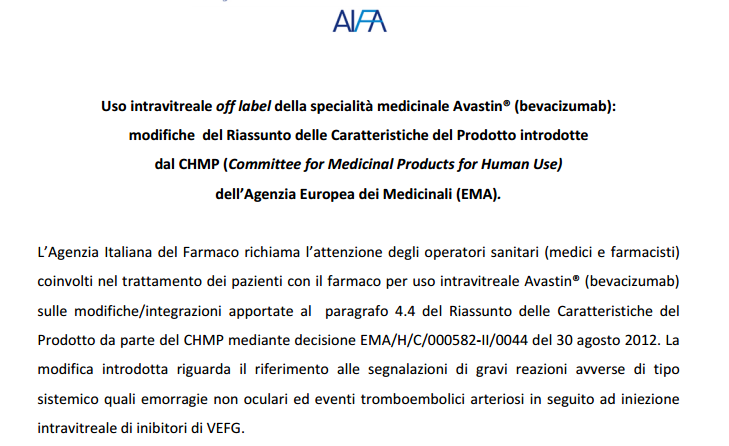 AIFA
Uso intravitreale off label della specialità medicinale Avastin® (bevacizumab):
modifiche del Riassunto delle Caratteristiche del Prodotto introdotte
dal CHMP (Committee for Medicinal Products for Human Use)
dell’Agenzia Europea dei Medicinali (EMA).
L’Agenzia Italiana del Farmaco richiama l’attenzione degli operatori sanitari (medici e farmacisti)
coinvolti nel trattamento dei pazienti con il farmaco per uso intravitreale Avastin® (bevacizumab)
sulle modifiche/integrazioni apportate al paragrafo 4.4 del Riassunto delle Caratteristiche del
Prodotto da parte del CHMP mediante decisione EMA/H/C/000582-II/0044 del 30 agosto 2012. La
modifica introdotta riguarda il riferimento alle segnalazioni di gravi reazioni avverse di tipo
sistemico quali emorragie non oculari ed eventi tromboembolici arteriosi in seguito ad iniezione
intravitreale di inibitori di VEFG.